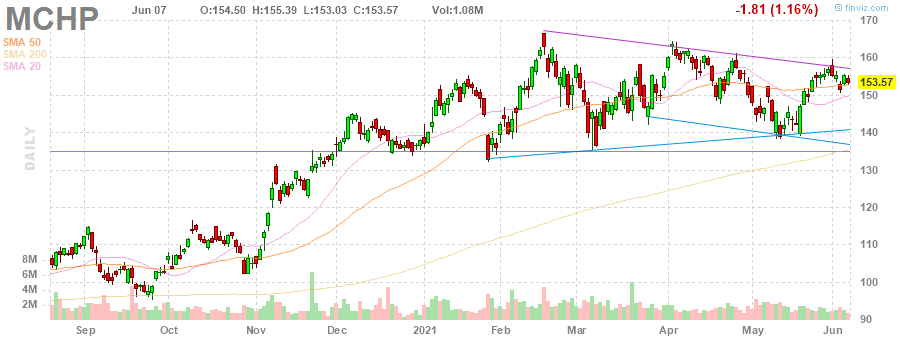 MCHP Jun 07 O:154.50 H:155.39 L:153.03 C:153.57 Vol:1.08M -1.81 (1.16%) © finviz.com
SMA 50
SMA 200
SMA 20
DAILY
170
160
153.57
150
140
130
120
110
100
90
8M
6M
4M
2M
Sep Oct Nov Dec 2021 Feb Mar Apr May Jun